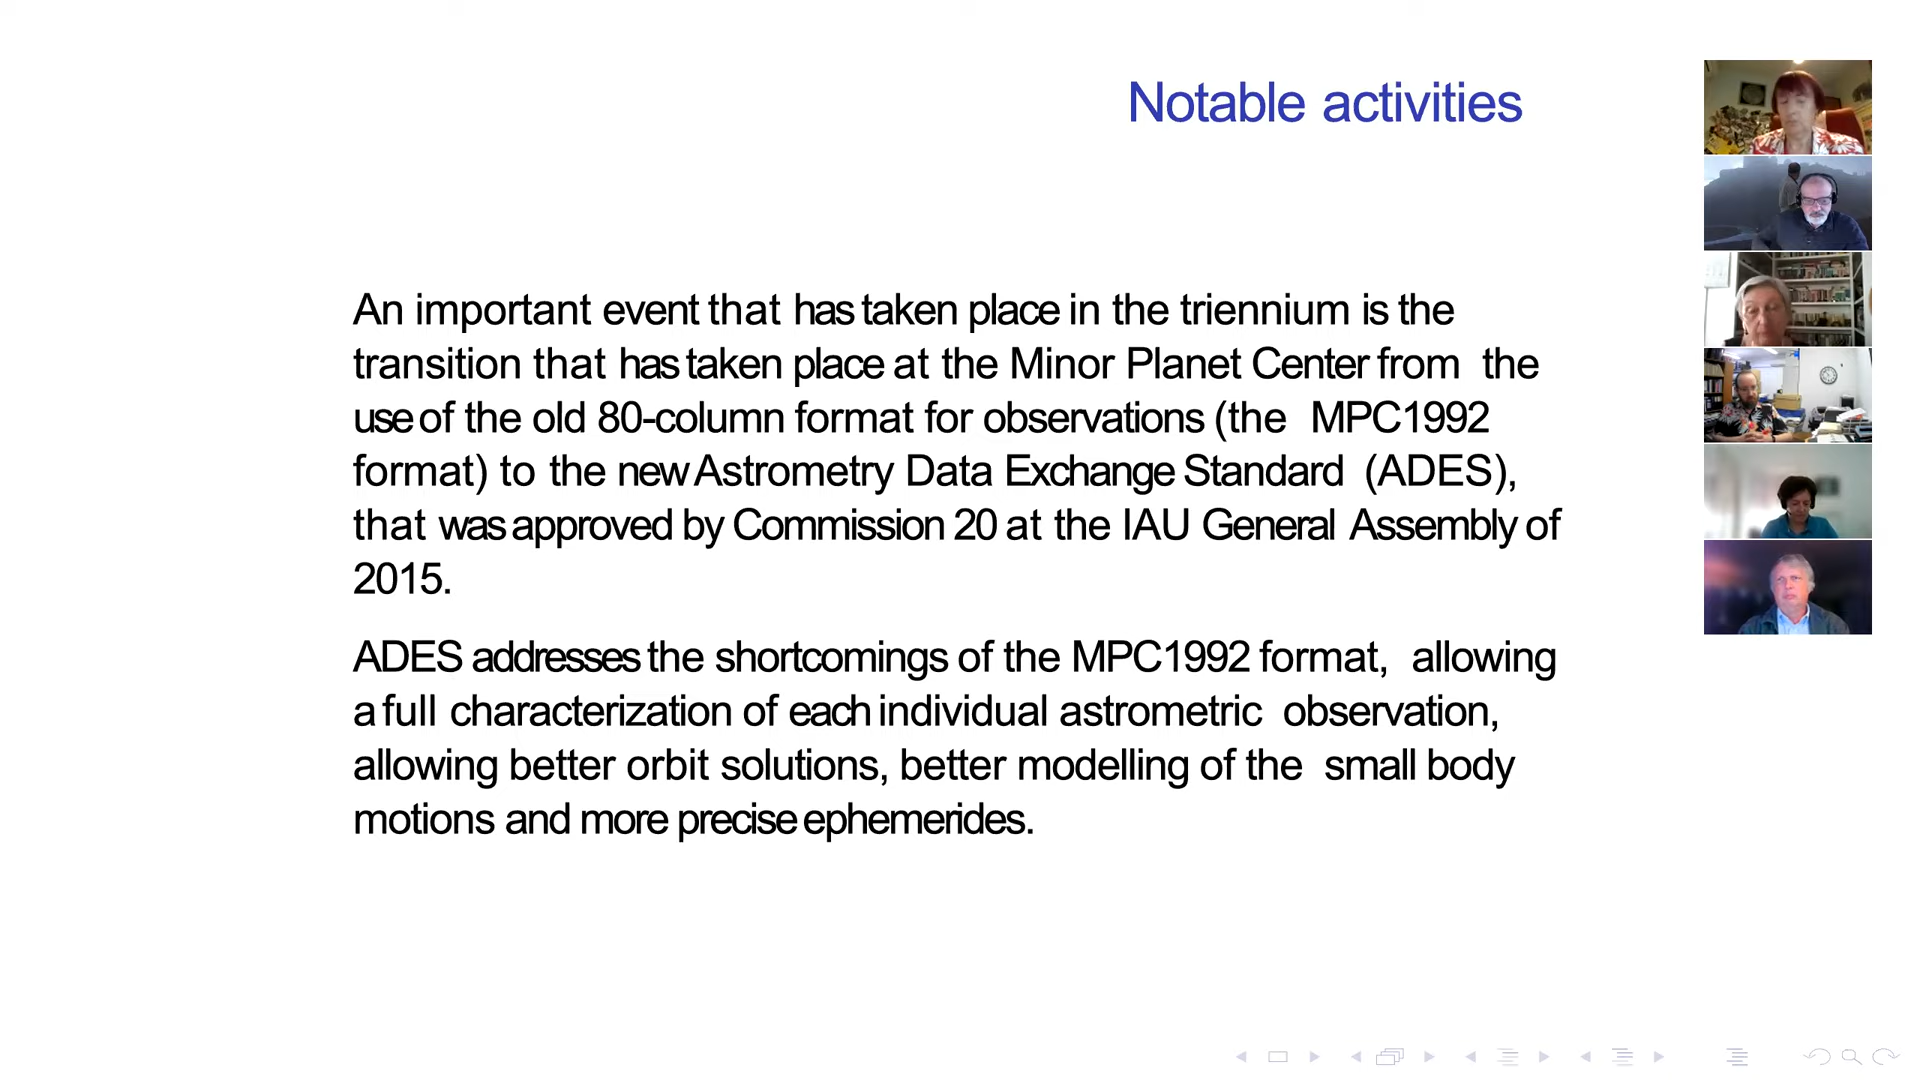 Notable activities
An important event that has taken place in the triennium is the
transition that has taken place at the Minor Planet Center from the
use of the old 80-column format for observations (the MPC1992
format) to the new Astrometry Data Exchange Standard (ADES),
that was approved by Commission 20 at the IAU General Assembly of
2015.
ADES addresses the shortcomings of the MPC1992 format, allowing
a full characterization of each individual astrometric observation,
allowing better orbit solutions, better modelling of the small body
motions and more precise ephemerides.